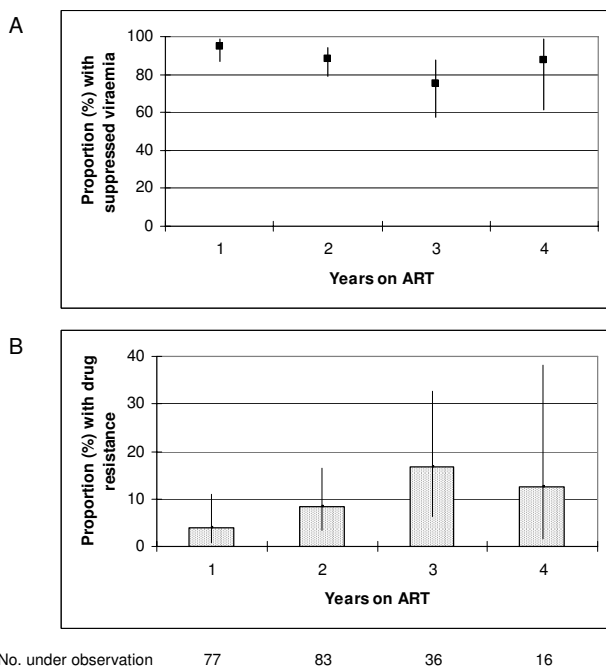 A
Proportion (%) with suppressed viraemia
100
80
60
40
20
0
1 2 3 4
Years on ART
B
Proportion (%) with drug resistance
40
30
20
10
0
1 2 3 4
Years on ART
No. under observation 77 83 36 16